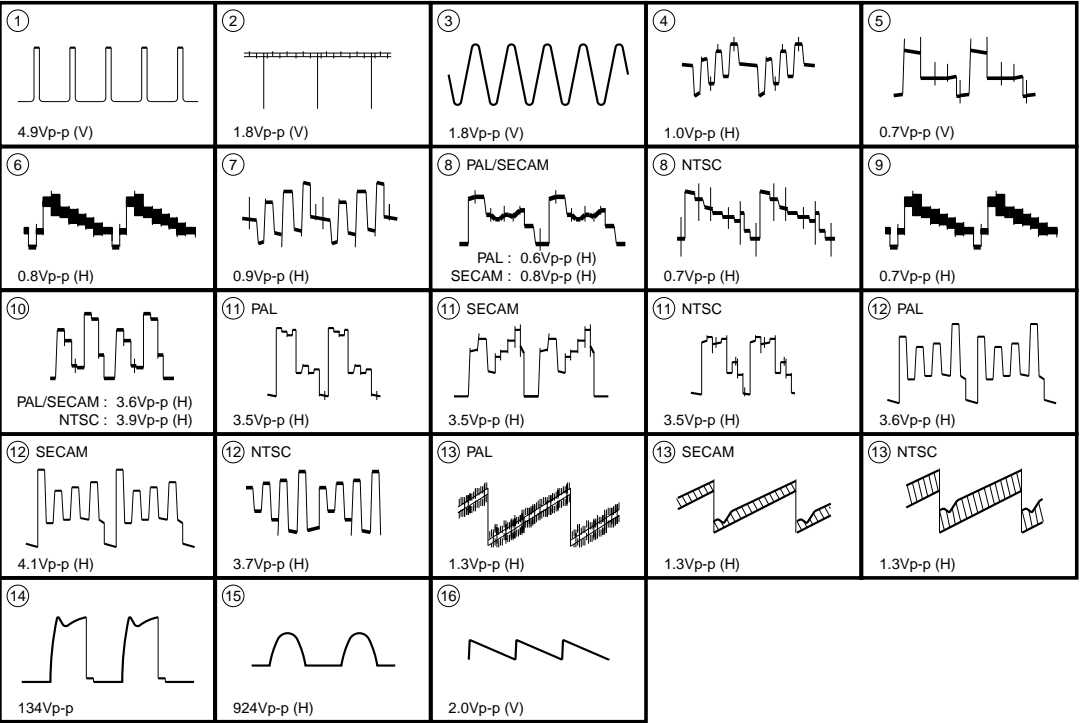 ①
4.9Vp-p (V)
②
1.8Vp-p (V)
③
1.8Vp-p (V)
④
1.0Vp-p (H)
⑤
0.7Vp-p (V)
⑥
0.8Vp-p (H)
⑦
0.9Vp-p (H)
⑧ PAL/SECAM
PAL : 0.6Vp-p (H)
SECAM : 0.8Vp-p (H)
⑧ NTSC
0.7Vp-p (H)
⑨
0.7Vp-p (H)
⑩
PAL/SECAM : 3.6Vp-p (H)
NTSC : 3.9Vp-p (H)
⑪ PAL
3.5Vp-p (H)
⑪ SECAM
3.5Vp-p (H)
⑪ NTSC
3.5Vp-p (H)
⑫ PAL
3.6Vp-p (H)
⑫ SECAM
4.1Vp-p (H)
⑫ NTSC
3.7Vp-p (H)
⑬ PAL
1.3Vp-p (H)
⑬ SECAM
1.3Vp-p (H)
⑬ NTSC
1.3Vp-p (H)
⑭
134Vp-p
⑮
924Vp-p (H)
⑯
2.0Vp-p (V)